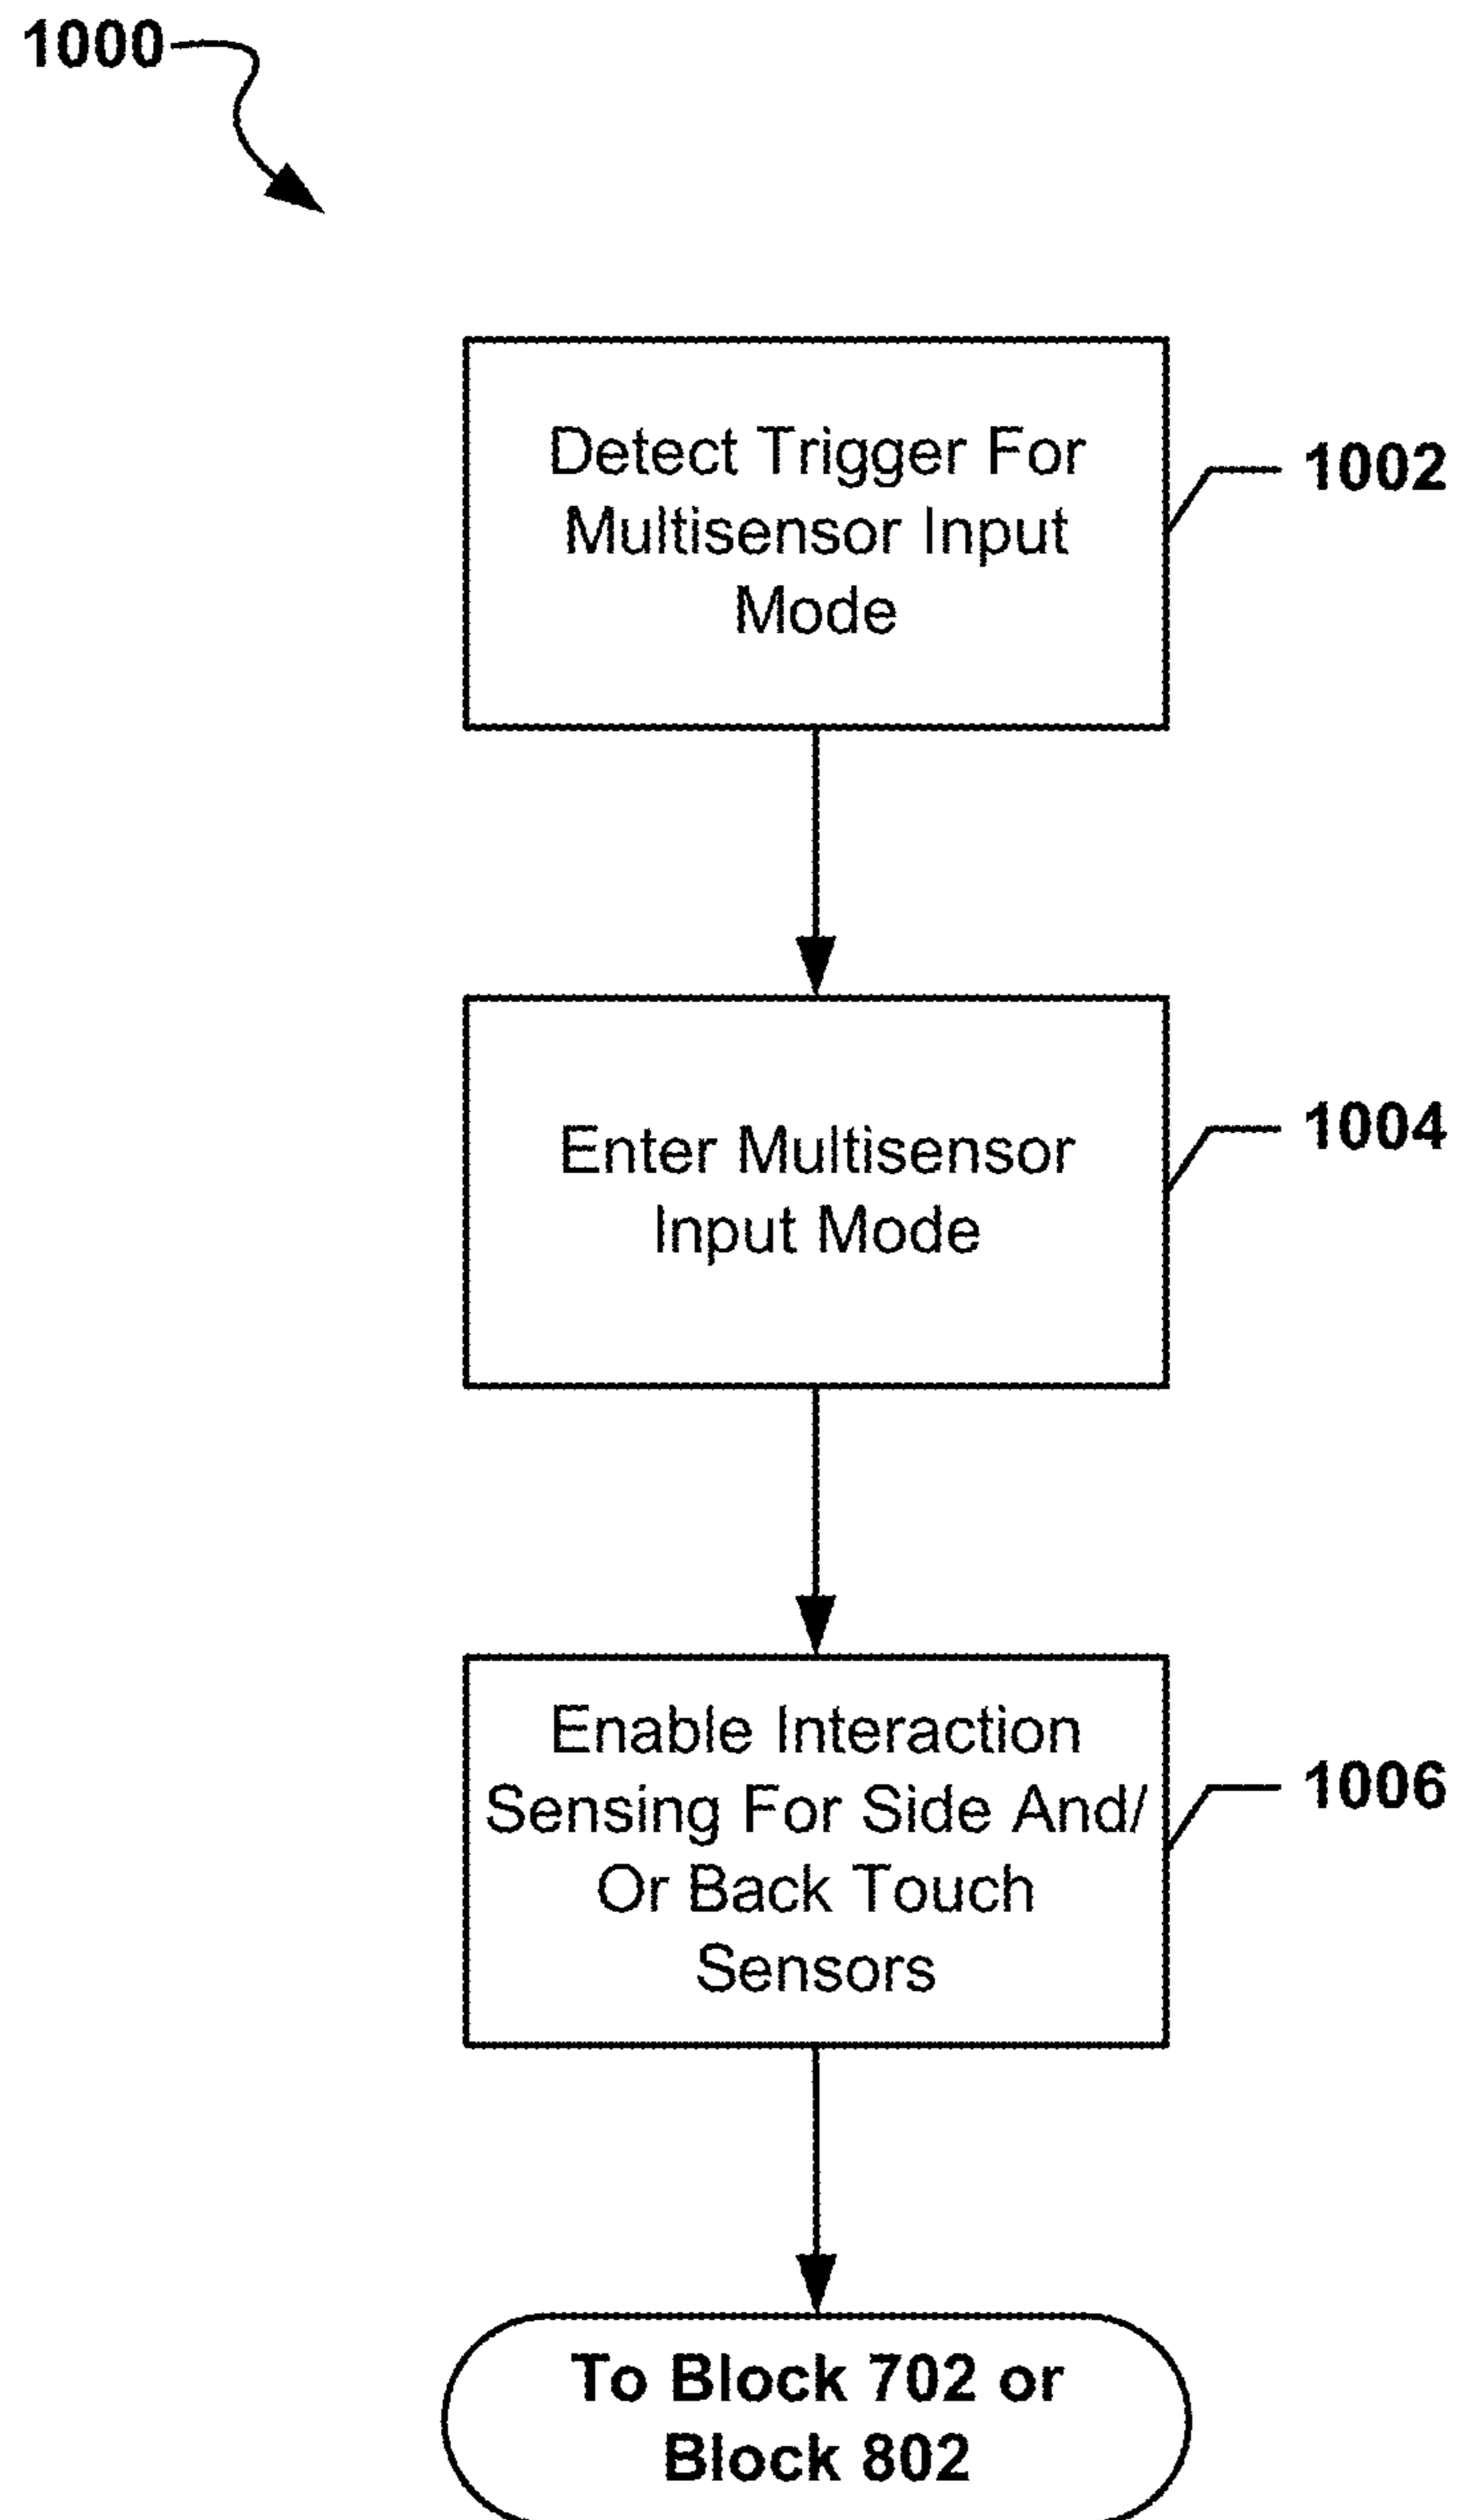 1000
Detect Trigger For
Multisensor Input
Mode
1002
Enter Multisensor
Input Mode
1004
Enable Interaction
Sensing For Side And/
Or Back Touch
Sensors
1006
To Block 702 or
Block 802